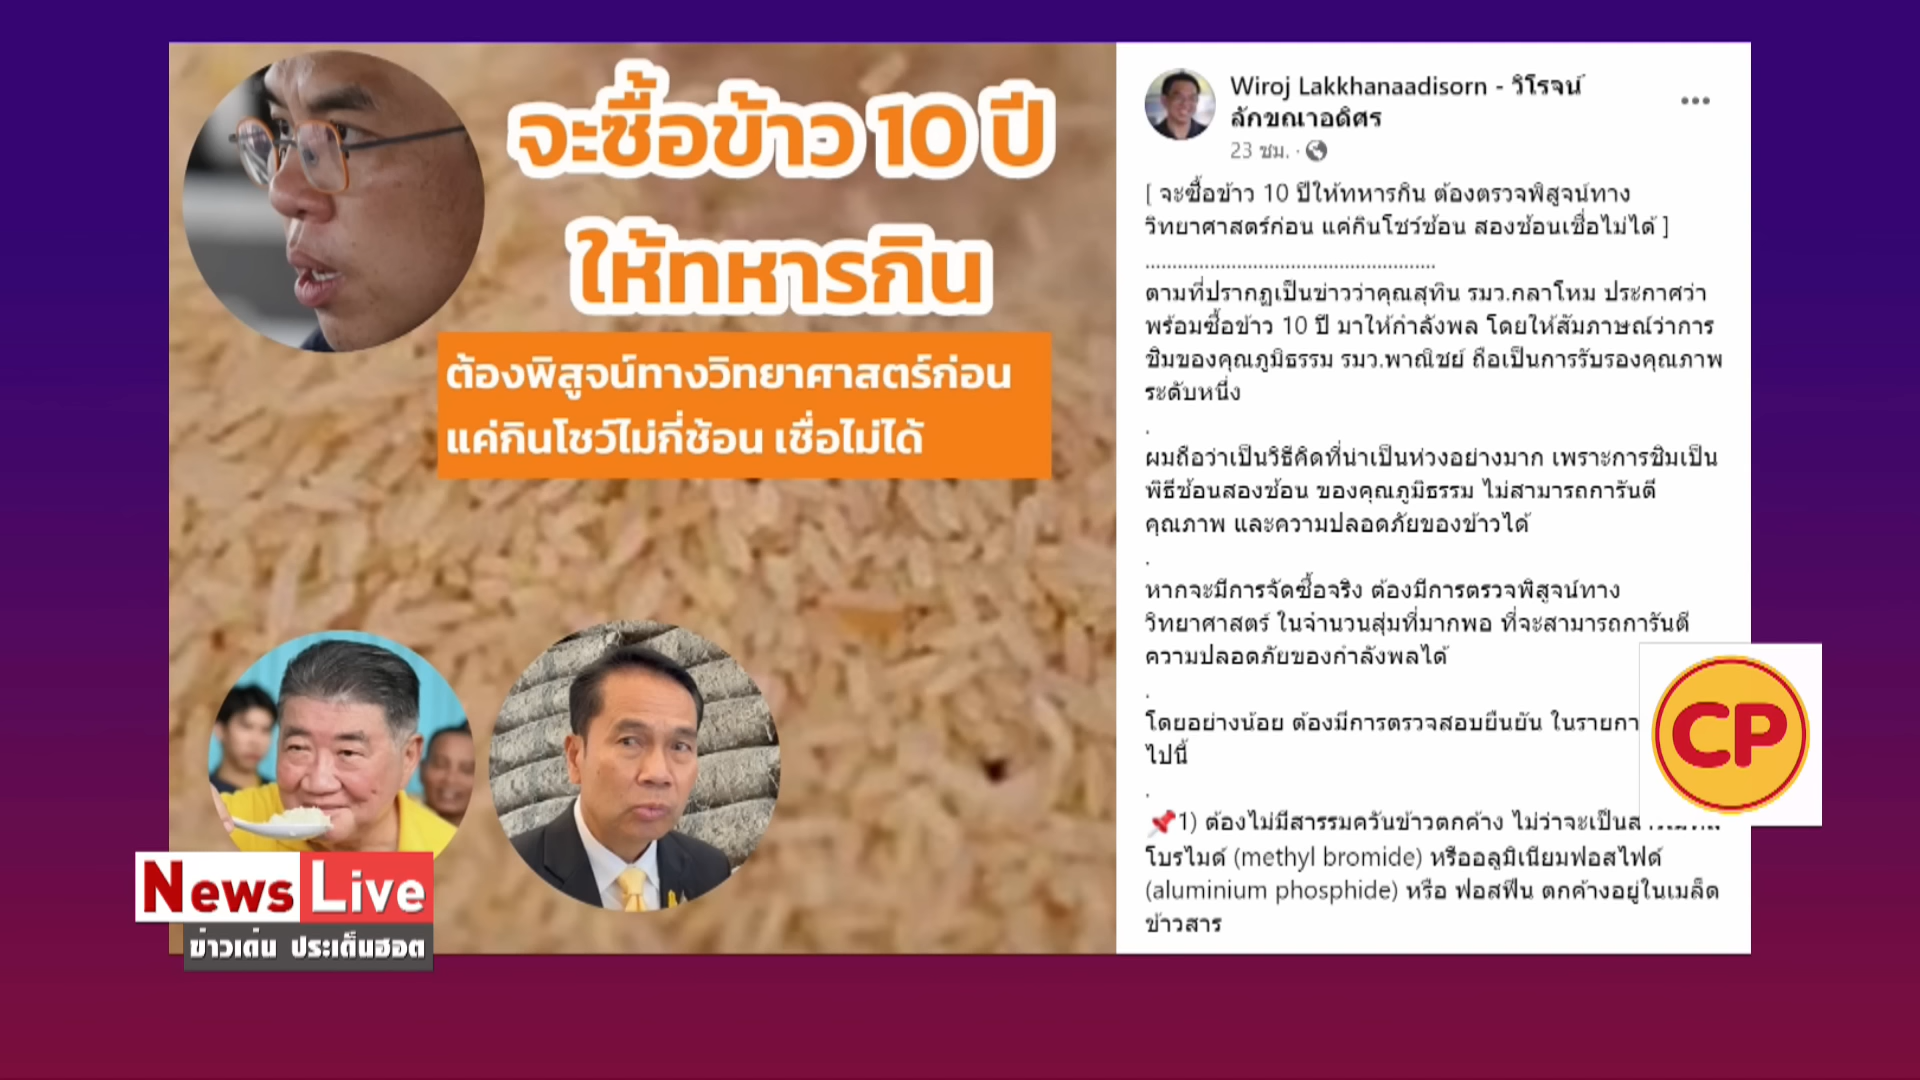 จะซื้อข้าว 10 ปี
ให้ทหารกิน
ต้องพิสูจน์ทางวิทยาศาสตร์ก่อน
แค่กินโชว์ไม่กี่ช้อน เชื่อไม่ได้
News Live
ข่าวเด่น ประเด็นฮอต
Wiroj Lakkhanaadisorn - วิโรจน์
ลักขณาอดิศร
23 ชม. ·
[ จะซื้อข้าว 10 ปีให้ทหารกิน ต้องตรวจพิสูจน์ทาง
วิทยาศาสตร์ก่อน แค่กินโชว์ช้อน สองช้อนเชื่อไม่ได้ ]
......................................................
ตามที่ปรากฏเป็นข่าวว่าคุณสุทิน รมว.กลาโหม ประกาศว่า
พร้อมซื้อข้าว 10 ปี มาให้กำลังพล โดยให้สัมภาษณ์ว่าการ
ชิมของคุณภูมิธรรม รมว.พาณิชย์ ถือเป็นการรับรองคุณภาพ
ระดับหนึ่ง
.
ผมถือว่าเป็นวิธีคิดที่น่าเป็นห่วงอย่างมาก เพราะการชิมเป็น
พิธีช้อนสองช้อน ของคุณภูมิธรรม ไม่สามารถการันตี
คุณภาพ และความปลอดภัยของข้าวได้
.
หากจะมีการจัดซื้อจริง ต้องมีการตรวจพิสูจน์ทาง
วิทยาศาสตร์ ในจำนวนสุ่มที่มากพอ ที่จะสามารถการันตี
ความปลอดภัยของกำลังพลได้
.
โดยอย่างน้อย ต้องมีการตรวจสอบยืนยัน ในรายกา
ไปนี้
.
📌1) ต้องไม่มีสารรมควันข้าวตกค้าง ไม่ว่าจะเป็น
โบรไมด์ (methyl bromide) หรืออลูมิเนียมฟอสไฟด์
(aluminium phosphide) หรือ ฟอสฟีน ตกค้างอยู่ในเมล็ด
ข้าวสาร
CP